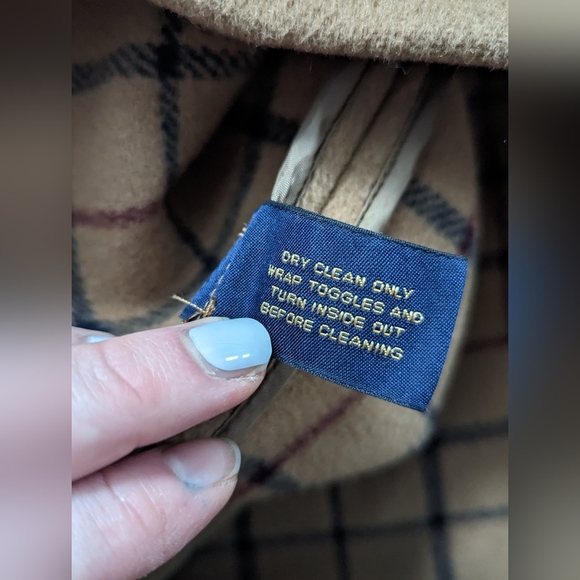 DRY CLEAN ONLY
WRAP TOGGLES AND
TURN INSIDE OUT
BEFORE CLEANING